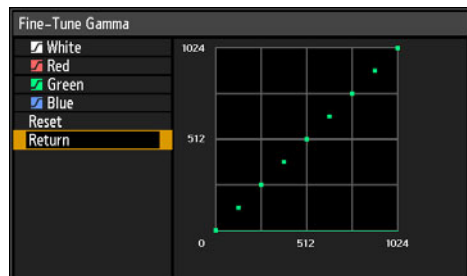 Fine-Tune Gamma
White
Red
Green
Blue
Reset
Return
1024
512
0
512
1024